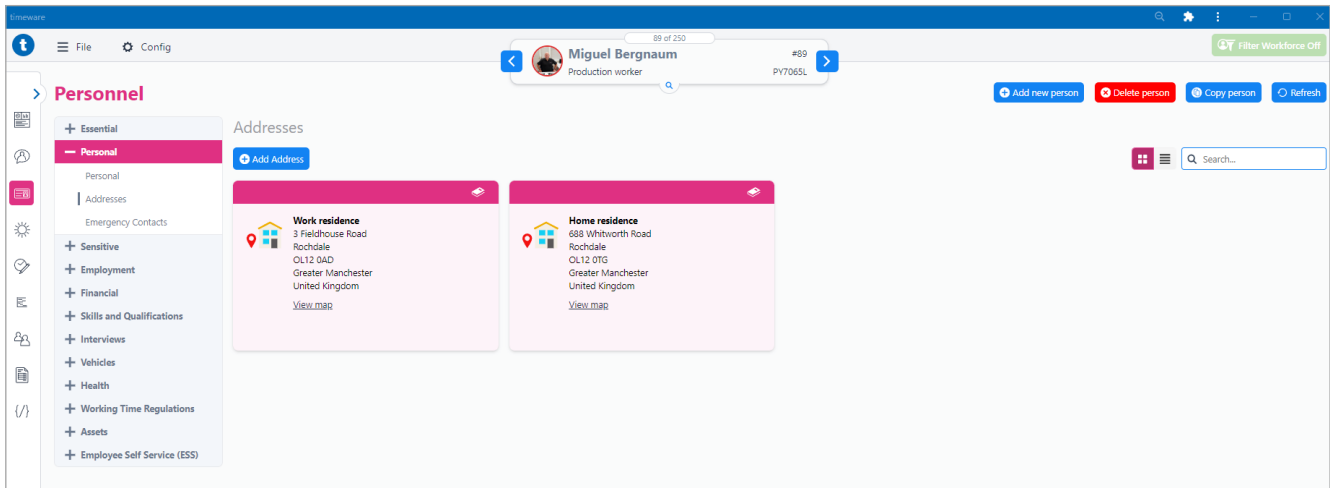 timeware
t
File
Config
89 of 250
Miguel Bergnaum
#89
Production worker
PY7065L
Filter Workforce Off
Personnel
Add new person
Delete person
Copy person
Refresh
Essential
Personal
Personal
Addresses
Emergency Contacts
Sensitive
Employment
Financial
Skills and Qualifications
Interviews
Vehicles
Health
Working Time Regulations
Assets
Employee Self Service (ESS)
Addresses
Add Address
Search...
Work residence
3 Fieldhouse Road
Rochdale
OL12 0AD
Greater Manchester
United Kingdom
View map
Home residence
688 Whitworth Road
Rochdale
OL12 0TG
Greater Manchester
United Kingdom
View map
{/}